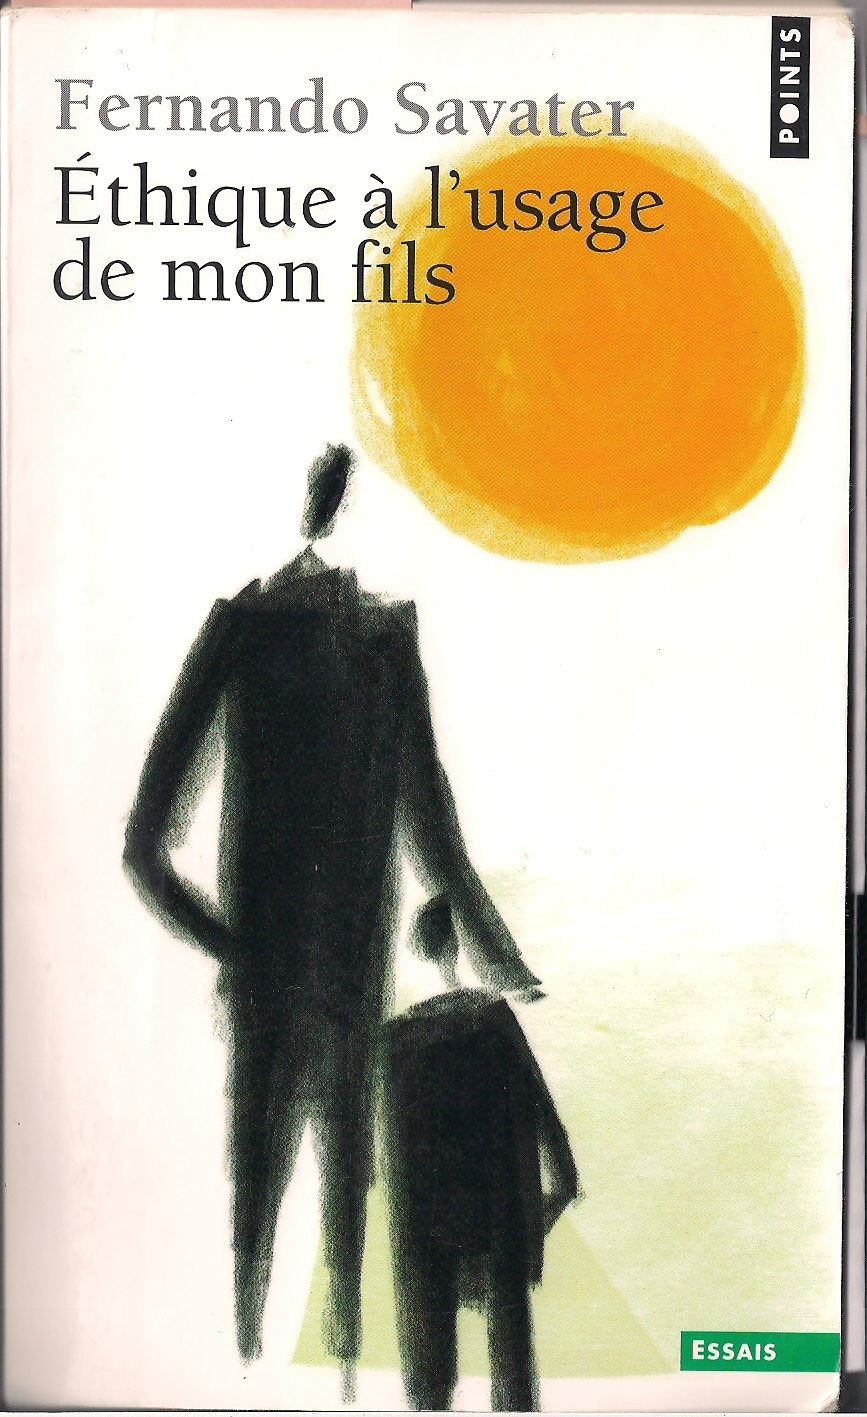 POINTS
Fernando Savater
Éthique à l'usage
de mon fils
ESSAIS